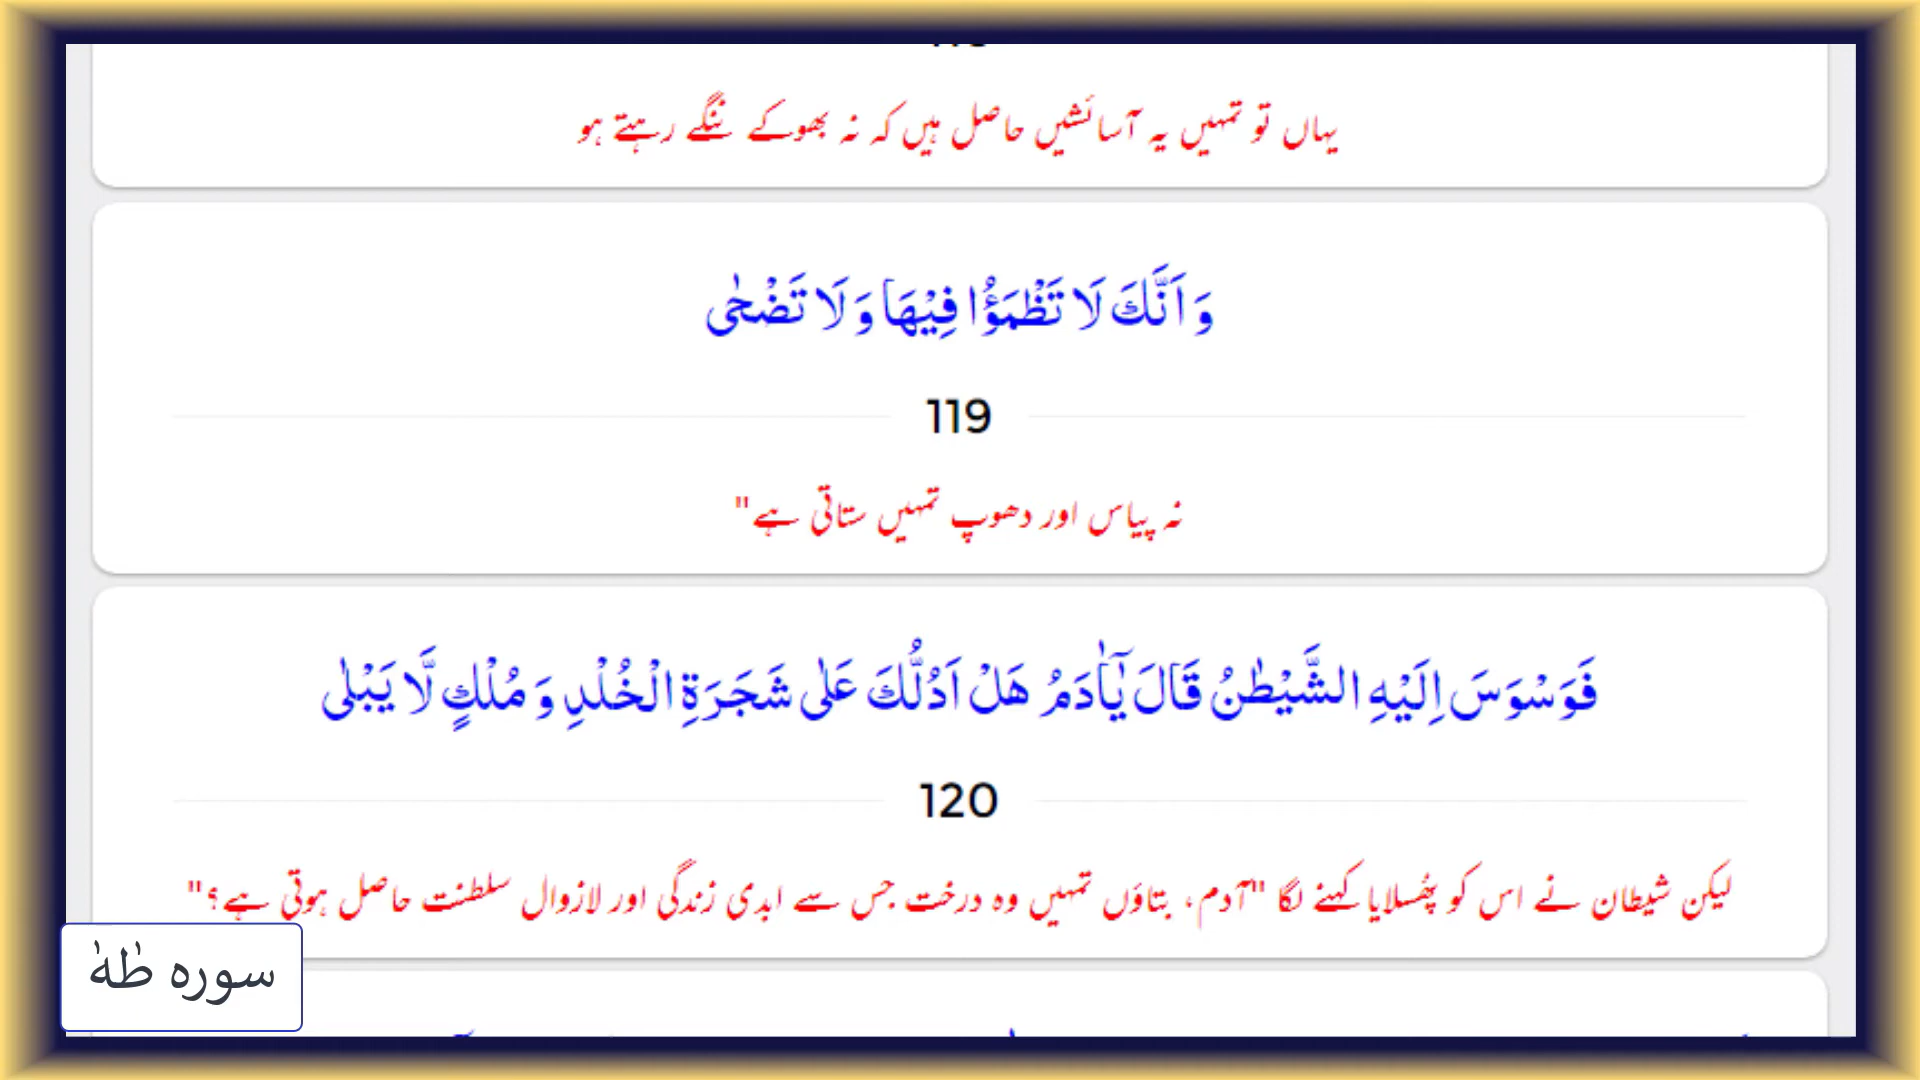 یہاں تو تمہیں یہ آسائشیں حاصل ہیں کہ نہ بھوکے ننگے رہتے ہو
وَ اَنَّكَ لَا تَظْمَؤُا فِیْهَا وَ لَا تَضْحٰى
119
نہ پیاس اور دھوپ تمہیں ستاتی ہے"
فَوَسْوَسَ اِلَیْهِ الشَّیْطٰنُ قَالَ یٰۤاٰدَمُ هَلْ اَدُلُّكَ عَلٰى شَجَرَةِ الْخُلْدِ وَ مُلْكٍ لَّا یَبْلٰى
120
لیکن شیطان نے اس کو پھُسلایا کہنے لگا "آدم، بتاؤں تمہیں وہ درخت جس سے ابدی زندگی اور لازوال سلطنت حاصل ہوتی ہے؟"
سورہ طٰهٰ